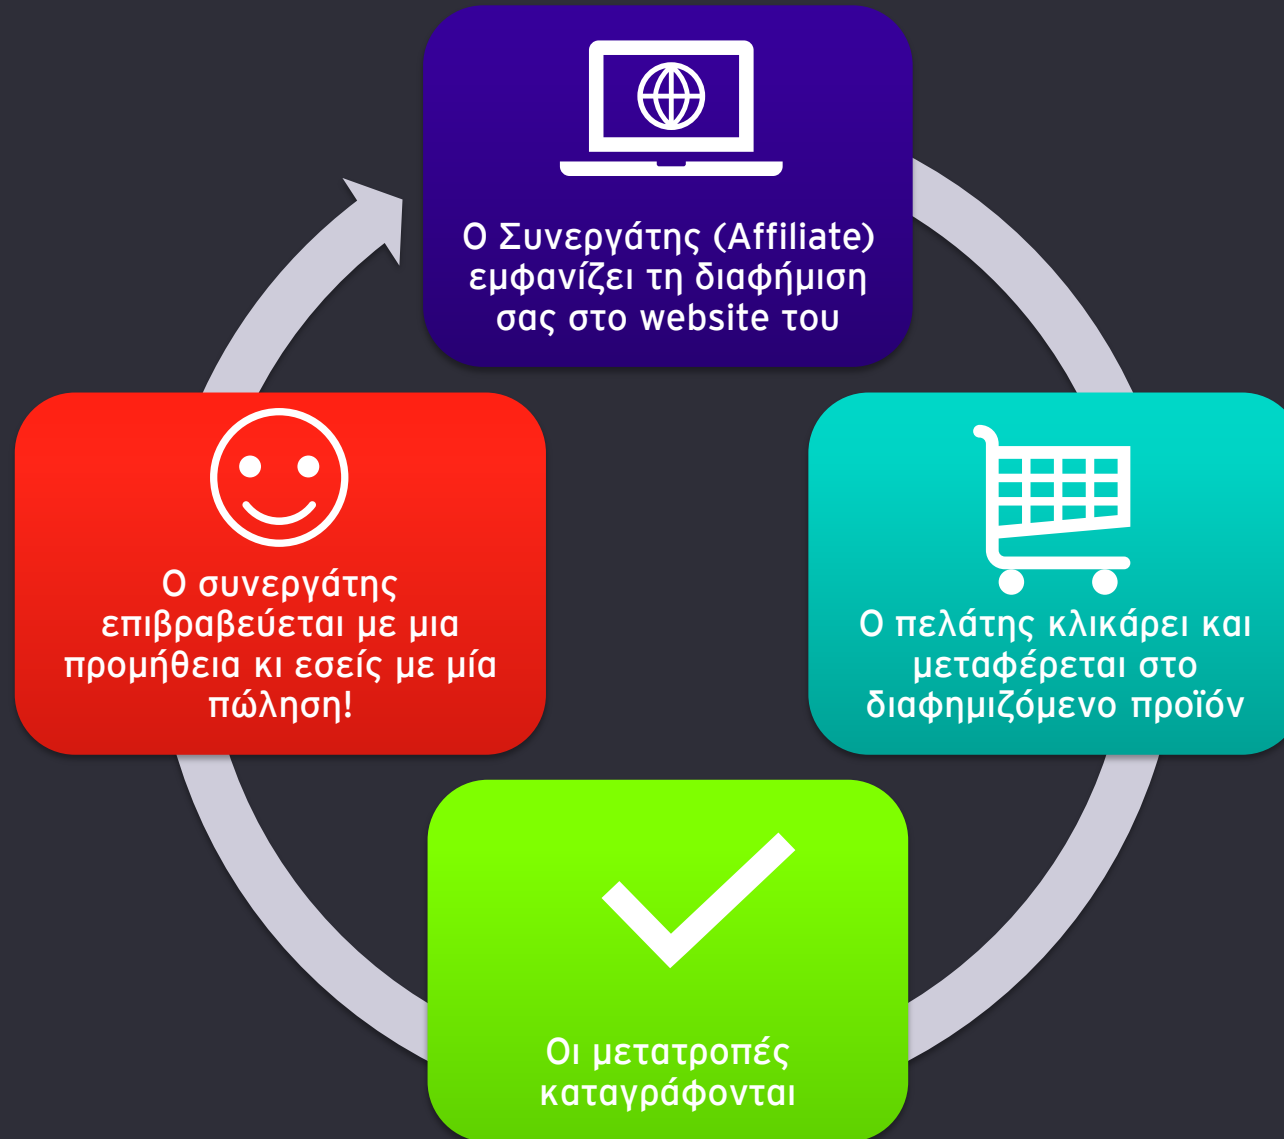 Ο Συνεργάτης (Affiliate)
εμφανίζει τη διαφήμιση
σας στο website του
Ο πελάτης κλικάρει και
μεταφέρεται στο
διαφημιζόμενο προϊόν
Οι μετατροπές
καταγράφονται
Ο συνεργάτης
επιβραβεύεται με μια
προμήθεια κι εσείς με μία
πώληση!